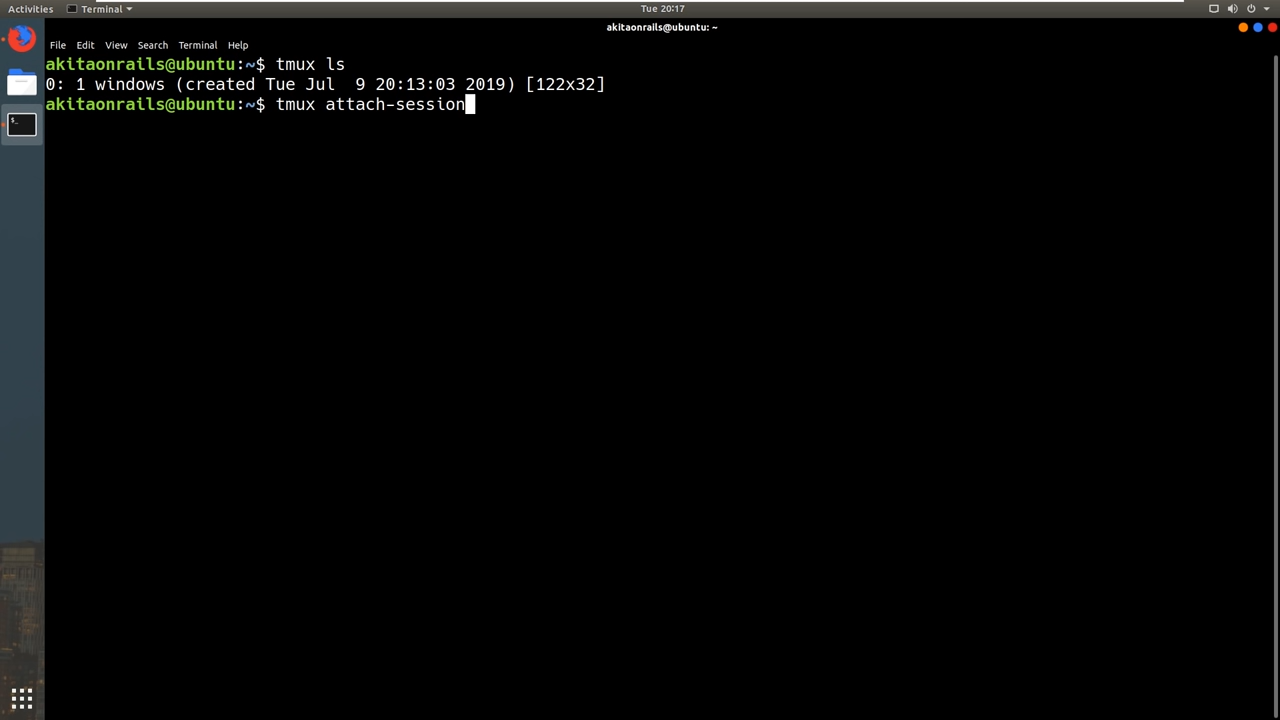 Activities Terminal Tue 20:17
akitaonrails@ubuntu: ~
File Edit View Search Terminal Help
akitaonrails@ubuntu:~$ tmux ls
0: 1 windows (created Tue Jul  9 20:13:03 2019) [122x32]
akitaonrails@ubuntu:~$ tmux attach-session